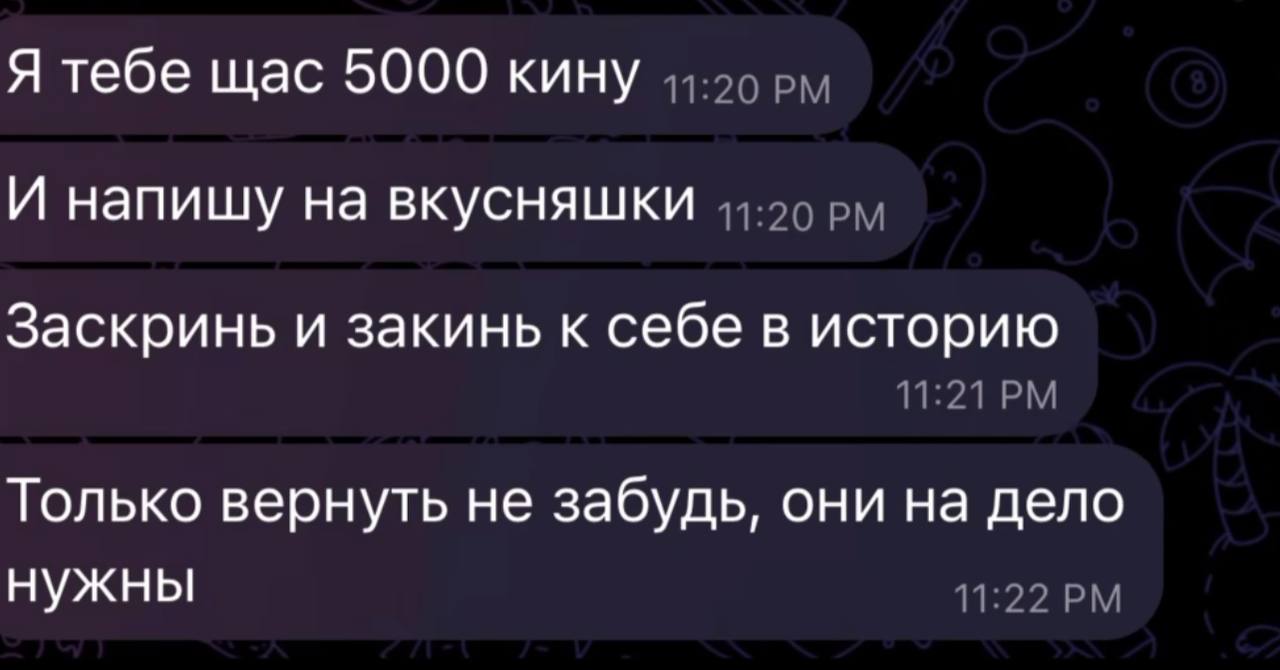 Я тебе щас 5000 кину 11:20 PM
И напишу на вкусняшки 11:20 PM
Заскринь и закинь к себе в историю
11:21 PM
Только вернуть не забудь, они на дело
нужны 11:22 PM